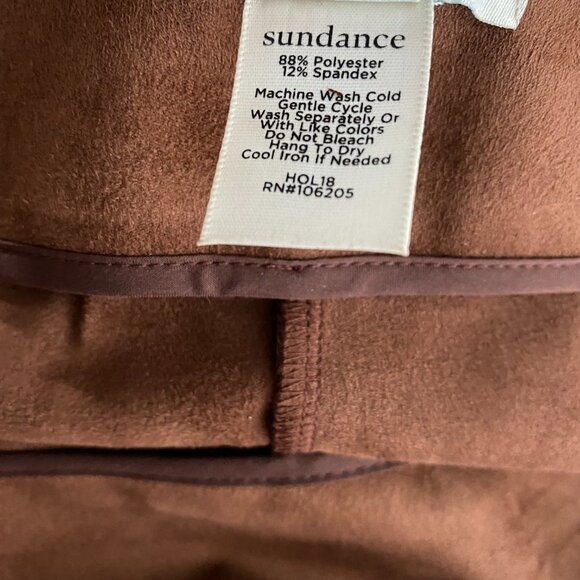 sundance
88% Polyester
12% Spandex
Machine Wash Cold
Gentle Cycle
Wash Separately Or
With Like Colors
Do Not Bleach
Hang To Dry
Cool Iron If Needed
HOL18
RN#106205